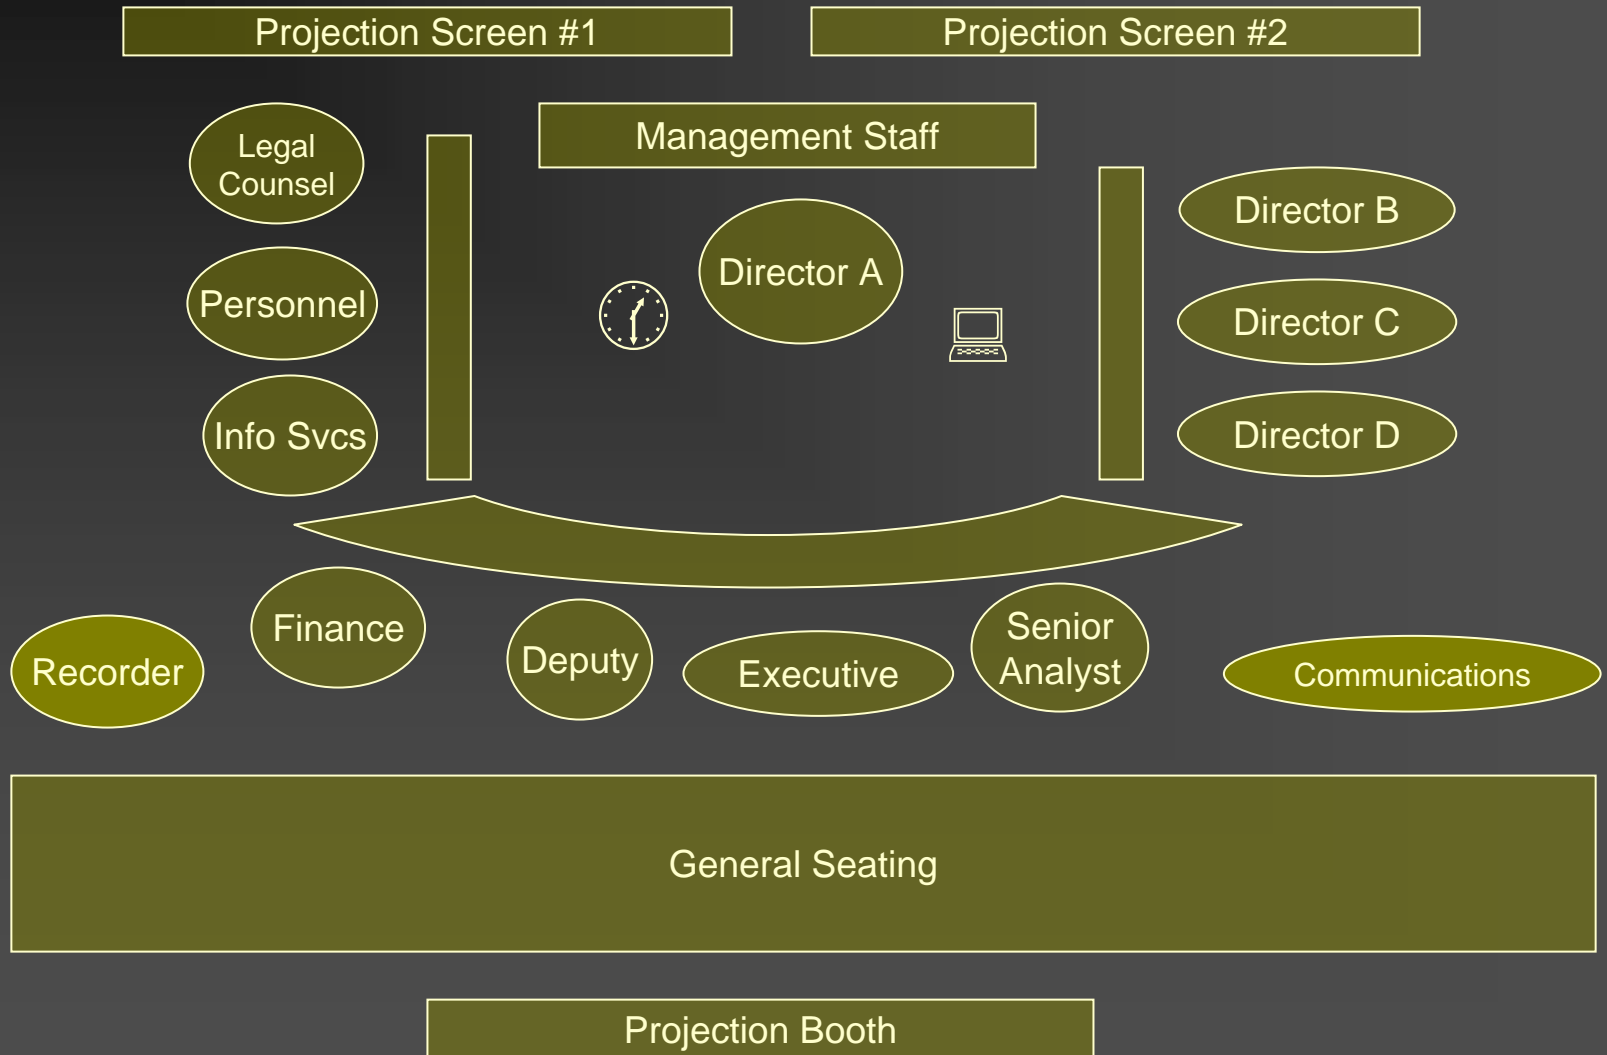 Projection Screen #1
Projection Screen #2
Legal
Counsel
Management Staff
Director B
Personnel
Director A
Director C
Info Svcs
Director D
Finance
Recorder
Deputy
Executive
Senior
Analyst
Communications
General Seating
Projection Booth